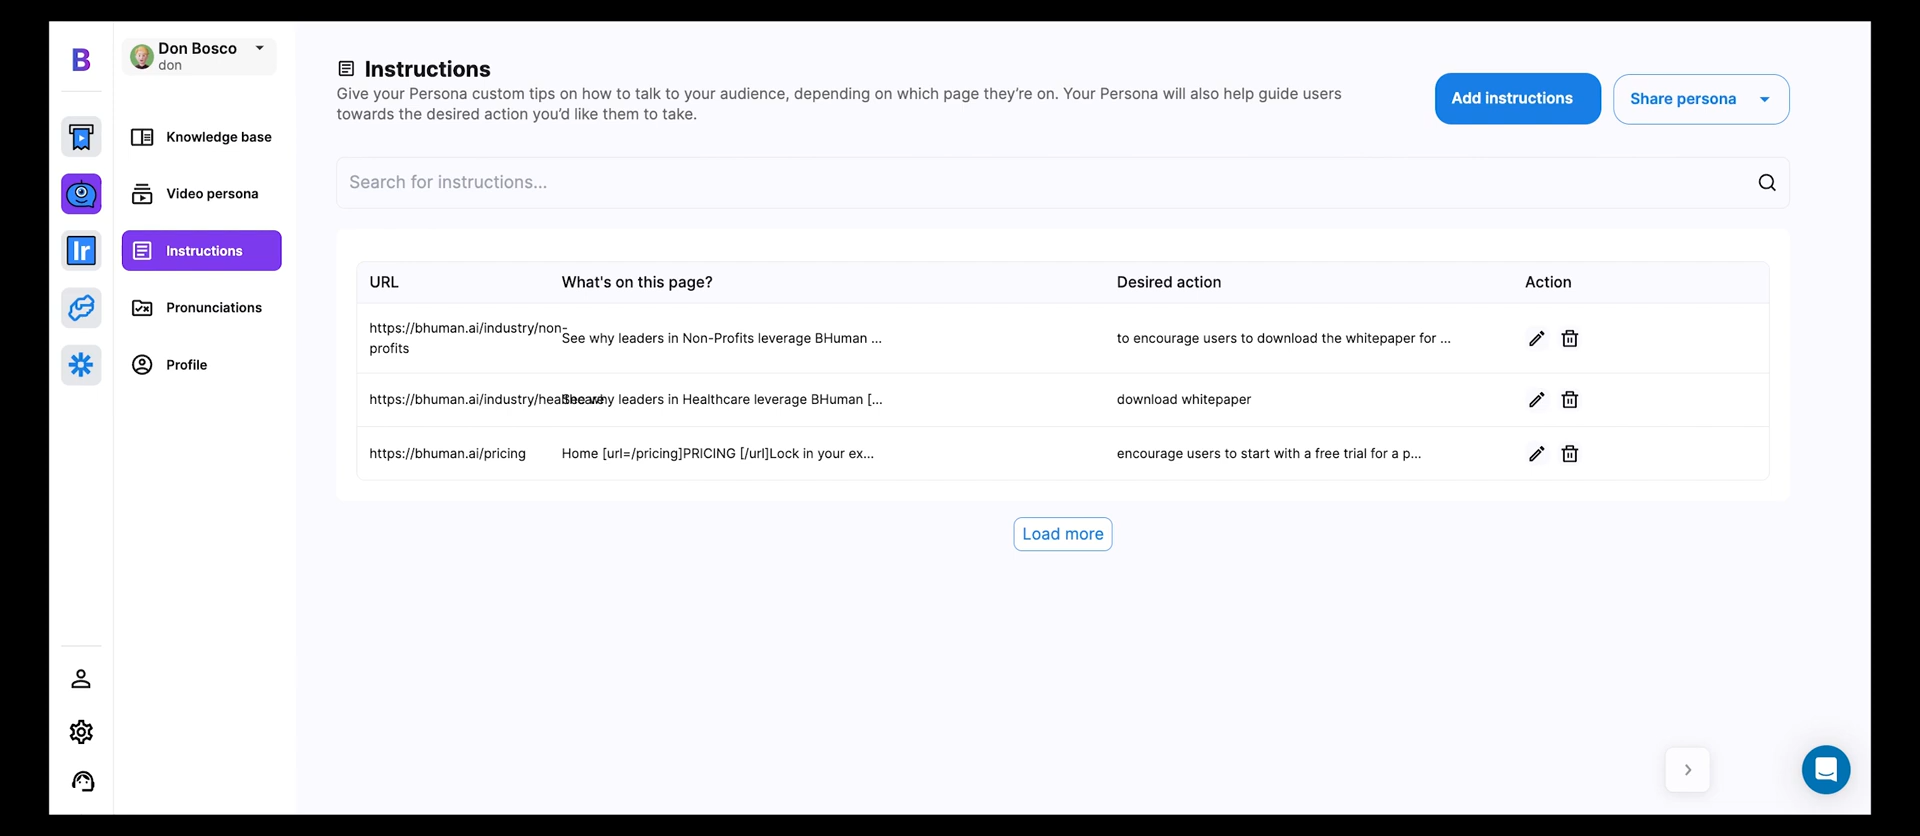 B
Don Bosco
don
Knowledge base
Video persona
Instructions
Pronunciations
Profile
Ir
Instructions
Give your Persona custom tips on how to talk to your audience, depending on which page they’re on. Your Persona will also help guide users
towards the desired action you’d like them to take.
Add instructions
Share persona
Search for instructions...
URL What's on this page? Desired action Action
https://bhuman.ai/industry/non-
profits
See why leaders in Non-Profits leverage BHuman ...
to encourage users to download the whitepaper for ...
https://bhuman.ai/industry/healthcare
See why leaders in Healthcare leverage BHuman [...
download whitepaper
https://bhuman.ai/pricing
Home [url=/pricing]PRICING [/url]Lock in your ex...
encourage users to start with a free trial for a p...
Load more